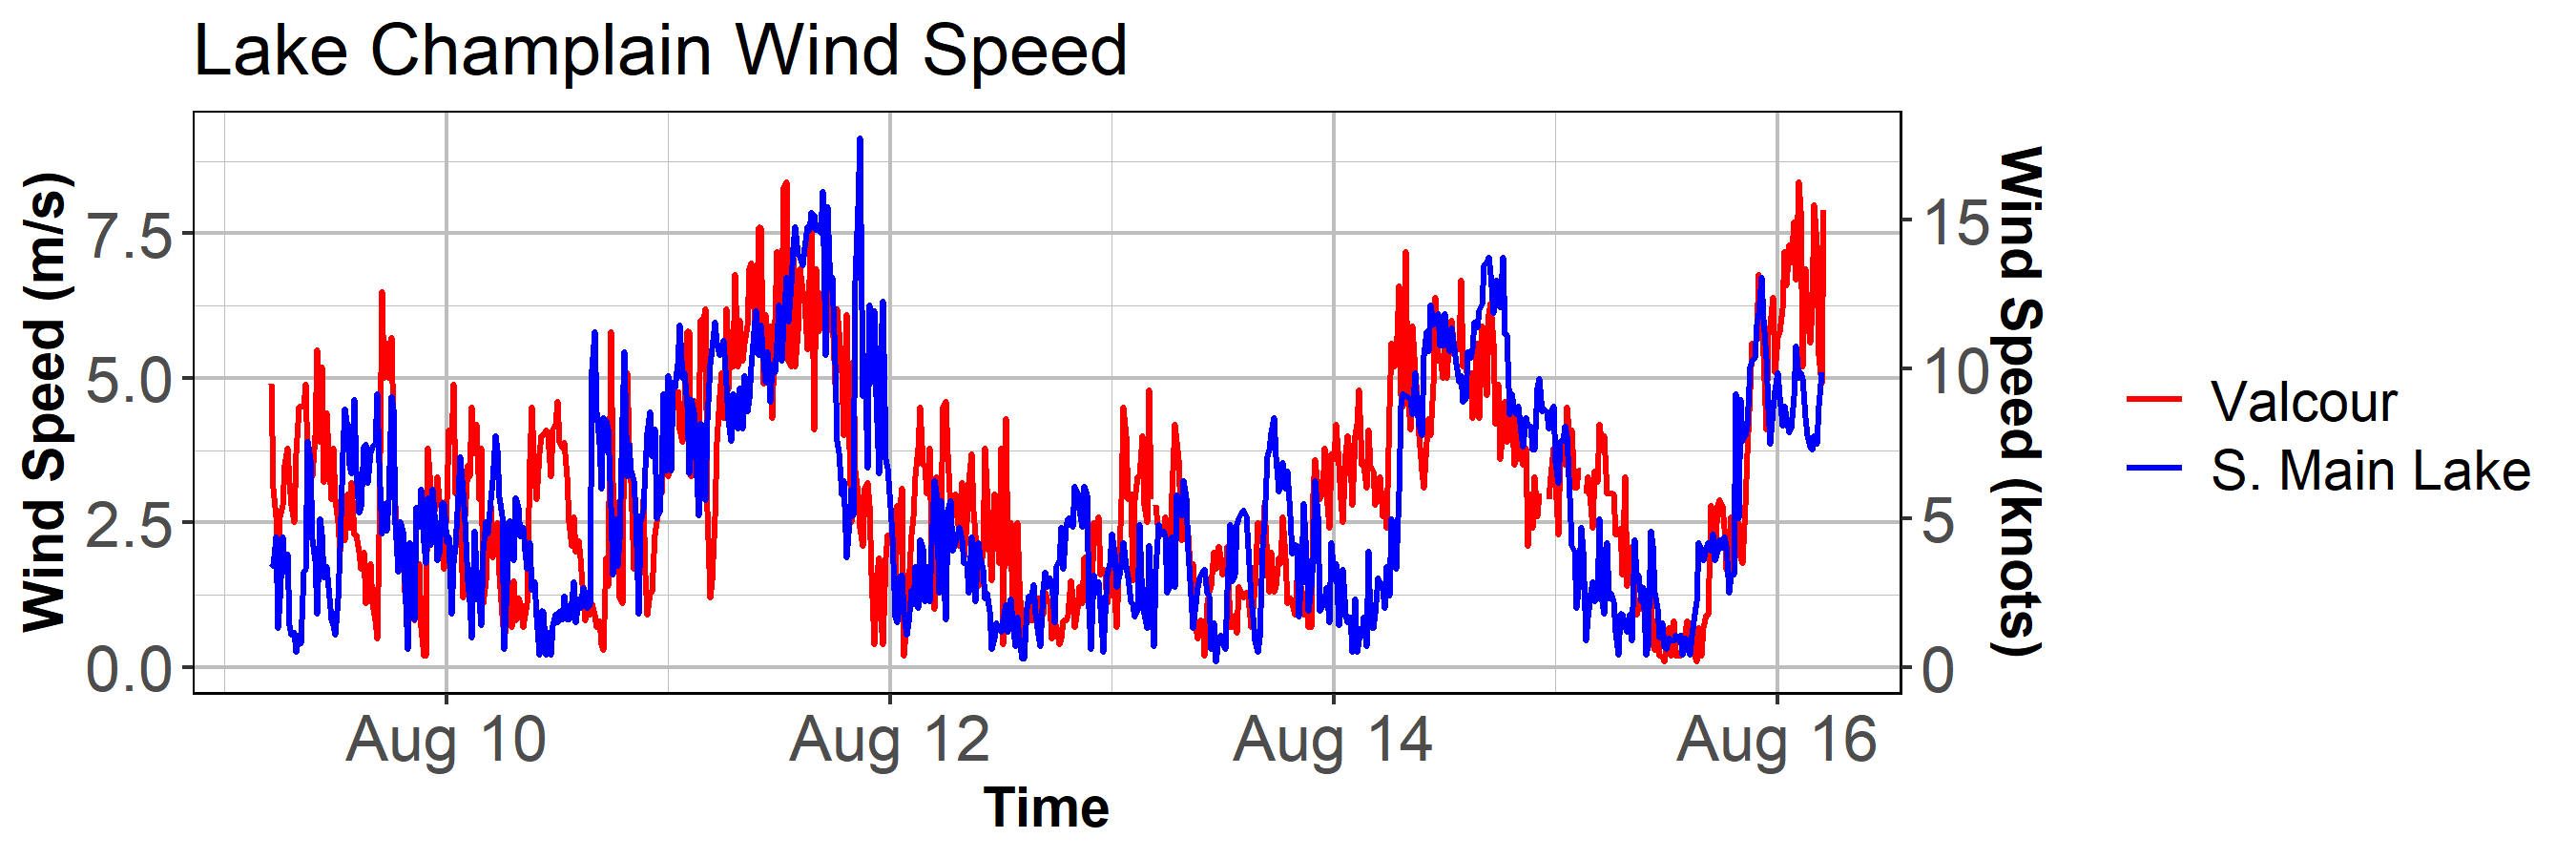 Lake Champlain Wind Speed
Wind Speed (m/s)
7.5
5.0
2.5
0.0
15
10
5
0
Wind Speed (knots)
Aug 10
Aug 12
Aug 14
Aug 16
Time
Valcour
S. Main Lake